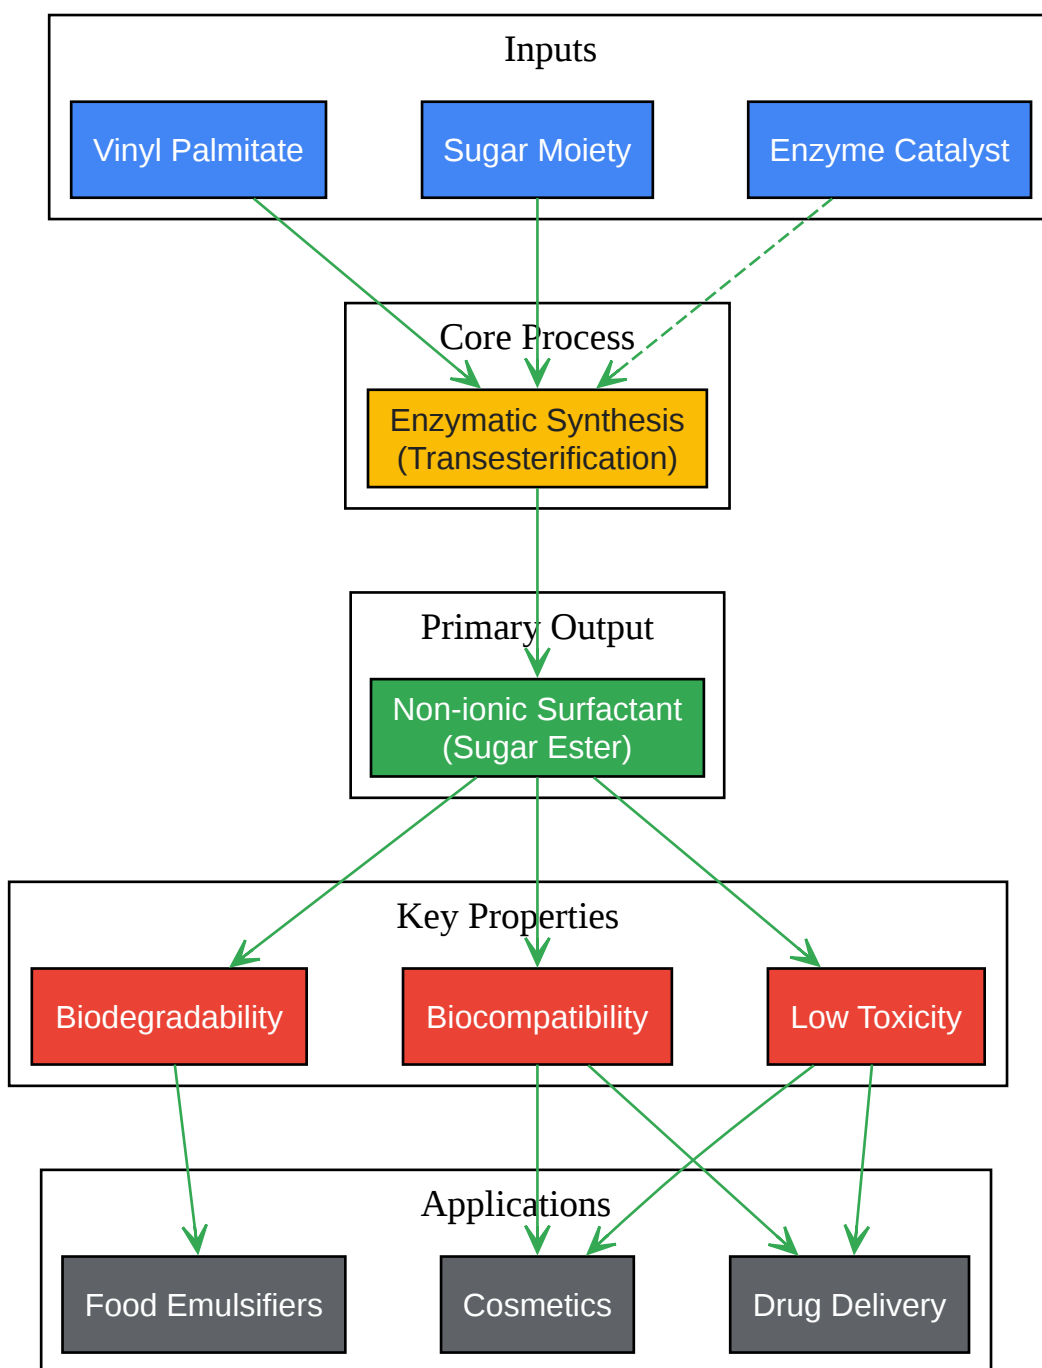 Inputs
Vinyl Palmitate
Sugar Moiety
Enzyme Catalyst
Core Process
Enzymatic Synthesis
(Transesterification)
Primary Output
Non-ionic Surfactant
(Sugar Ester)
Key Properties
Biodegradability
Biocompatibility
Low Toxicity
Applications
Food Emulsifiers
Cosmetics
Drug Delivery